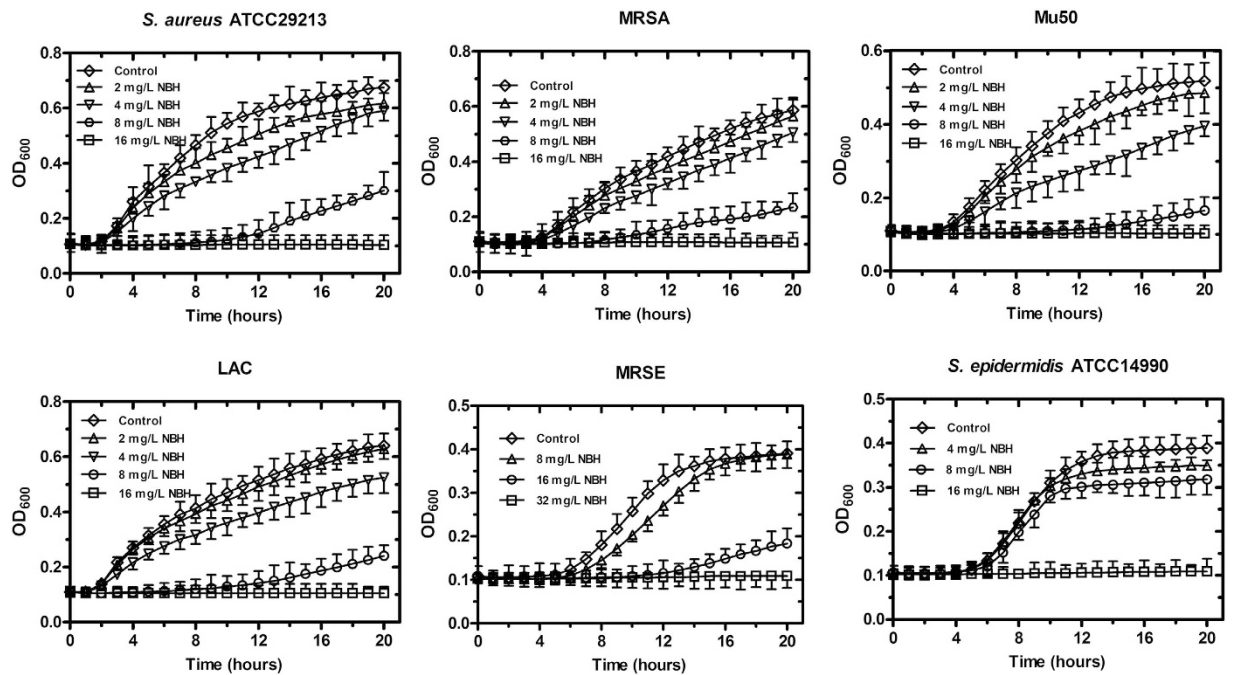 S. aureus ATCC29213
0.8
0.6
0.4
0.2
0.0
OD600
Control
2 mg/L NBH
4 mg/L NBH
8 mg/L NBH
16 mg/L NBH
0 4 8 12 16 20
Time (hours)
MRSA
0.8
0.6
0.4
0.2
0.0
OD600
Control
2 mg/L NBH
4 mg/L NBH
8 mg/L NBH
16 mg/L NBH
0 4 8 12 16 20
Time (hours)
Mu50
0.6
0.4
0.2
0.0
OD600
Control
2 mg/L NBH
4 mg/L NBH
8 mg/L NBH
16 mg/L NBH
0 4 8 12 16 20
Time (hours)
LAC
0.8
0.6
0.4
0.2
0.0
OD600
Control
2 mg/L NBH
4 mg/L NBH
8 mg/L NBH
16 mg/L NBH
0 4 8 12 16 20
Time (hours)
MRSE
0.5
0.4
0.3
0.2
0.1
0.0
OD600
Control
8 mg/L NBH
16 mg/L NBH
32 mg/L NBH
0 4 8 12 16 20
Time (hours)
S. epidermidis ATCC14990
0.5
0.4
0.3
0.2
0.1
0.0
OD600
Control
4 mg/L NBH
8 mg/L NBH
16 mg/L NBH
0 4 8 12 16 20
Time (hours)